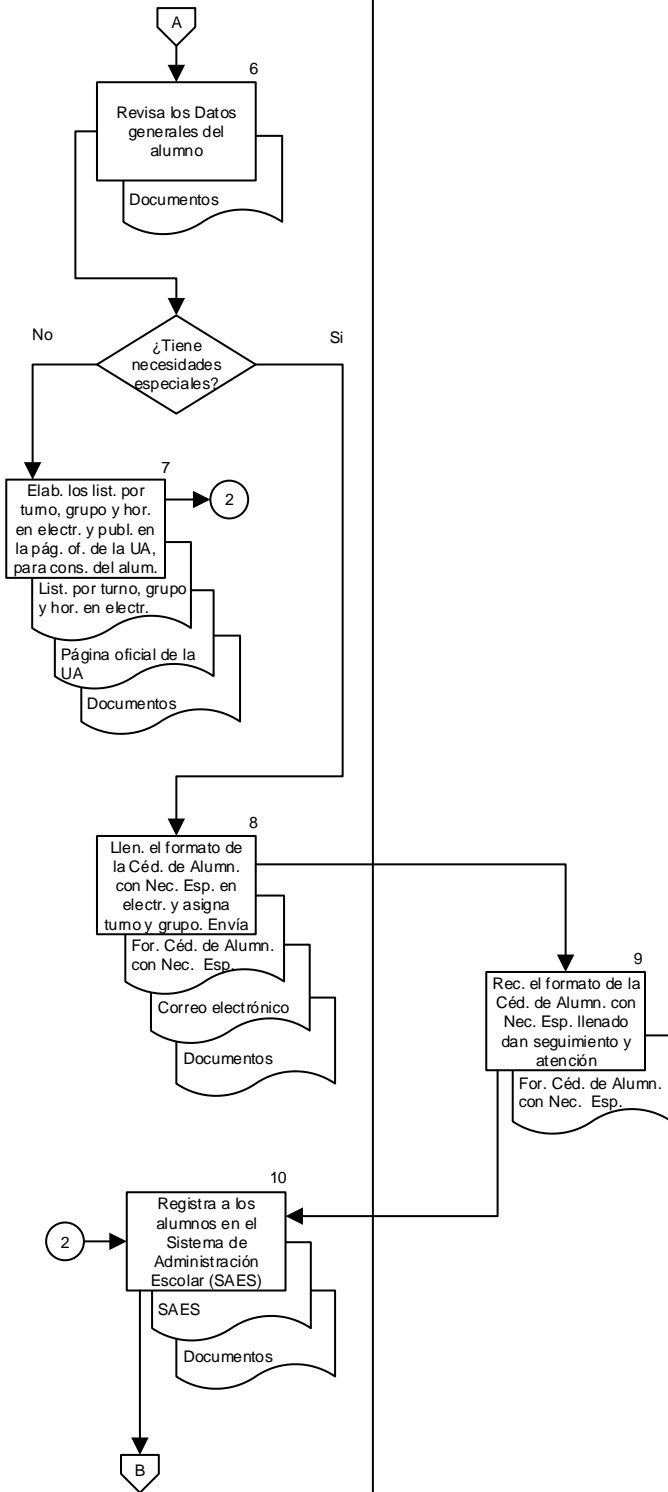 A
6
Revisa los Datos
generales del
alumno
Documentos
No
Si
¿Tiene
necesidades
especiales?
7
Elab. los list. por
turno, grupo y hor.
en electr. y publ. en
la pág. of. de la UA,
para cons. del alum.
2
List. por turno, grupo
y hor. en electr.
Página oficial de la
UA
Documentos
8
Llen. el formato de
la Céd. de Alumn.
con Nec. Esp. en
electr. y asigna
turno y grupo. Envía
For. Céd. de Alumn.
con Nec. Esp.
Correo electrónico
Documentos
9
Rec. el formato de la
Céd. de Alumn. con
Nec. Esp. llenado
dan seguimiento y
atención
For. Céd. de Alumn.
con Nec. Esp.
10
Registra a los
alumnos en el
Sistema de
Administración
Escolar (SAES)
2
SAES
Documentos
B